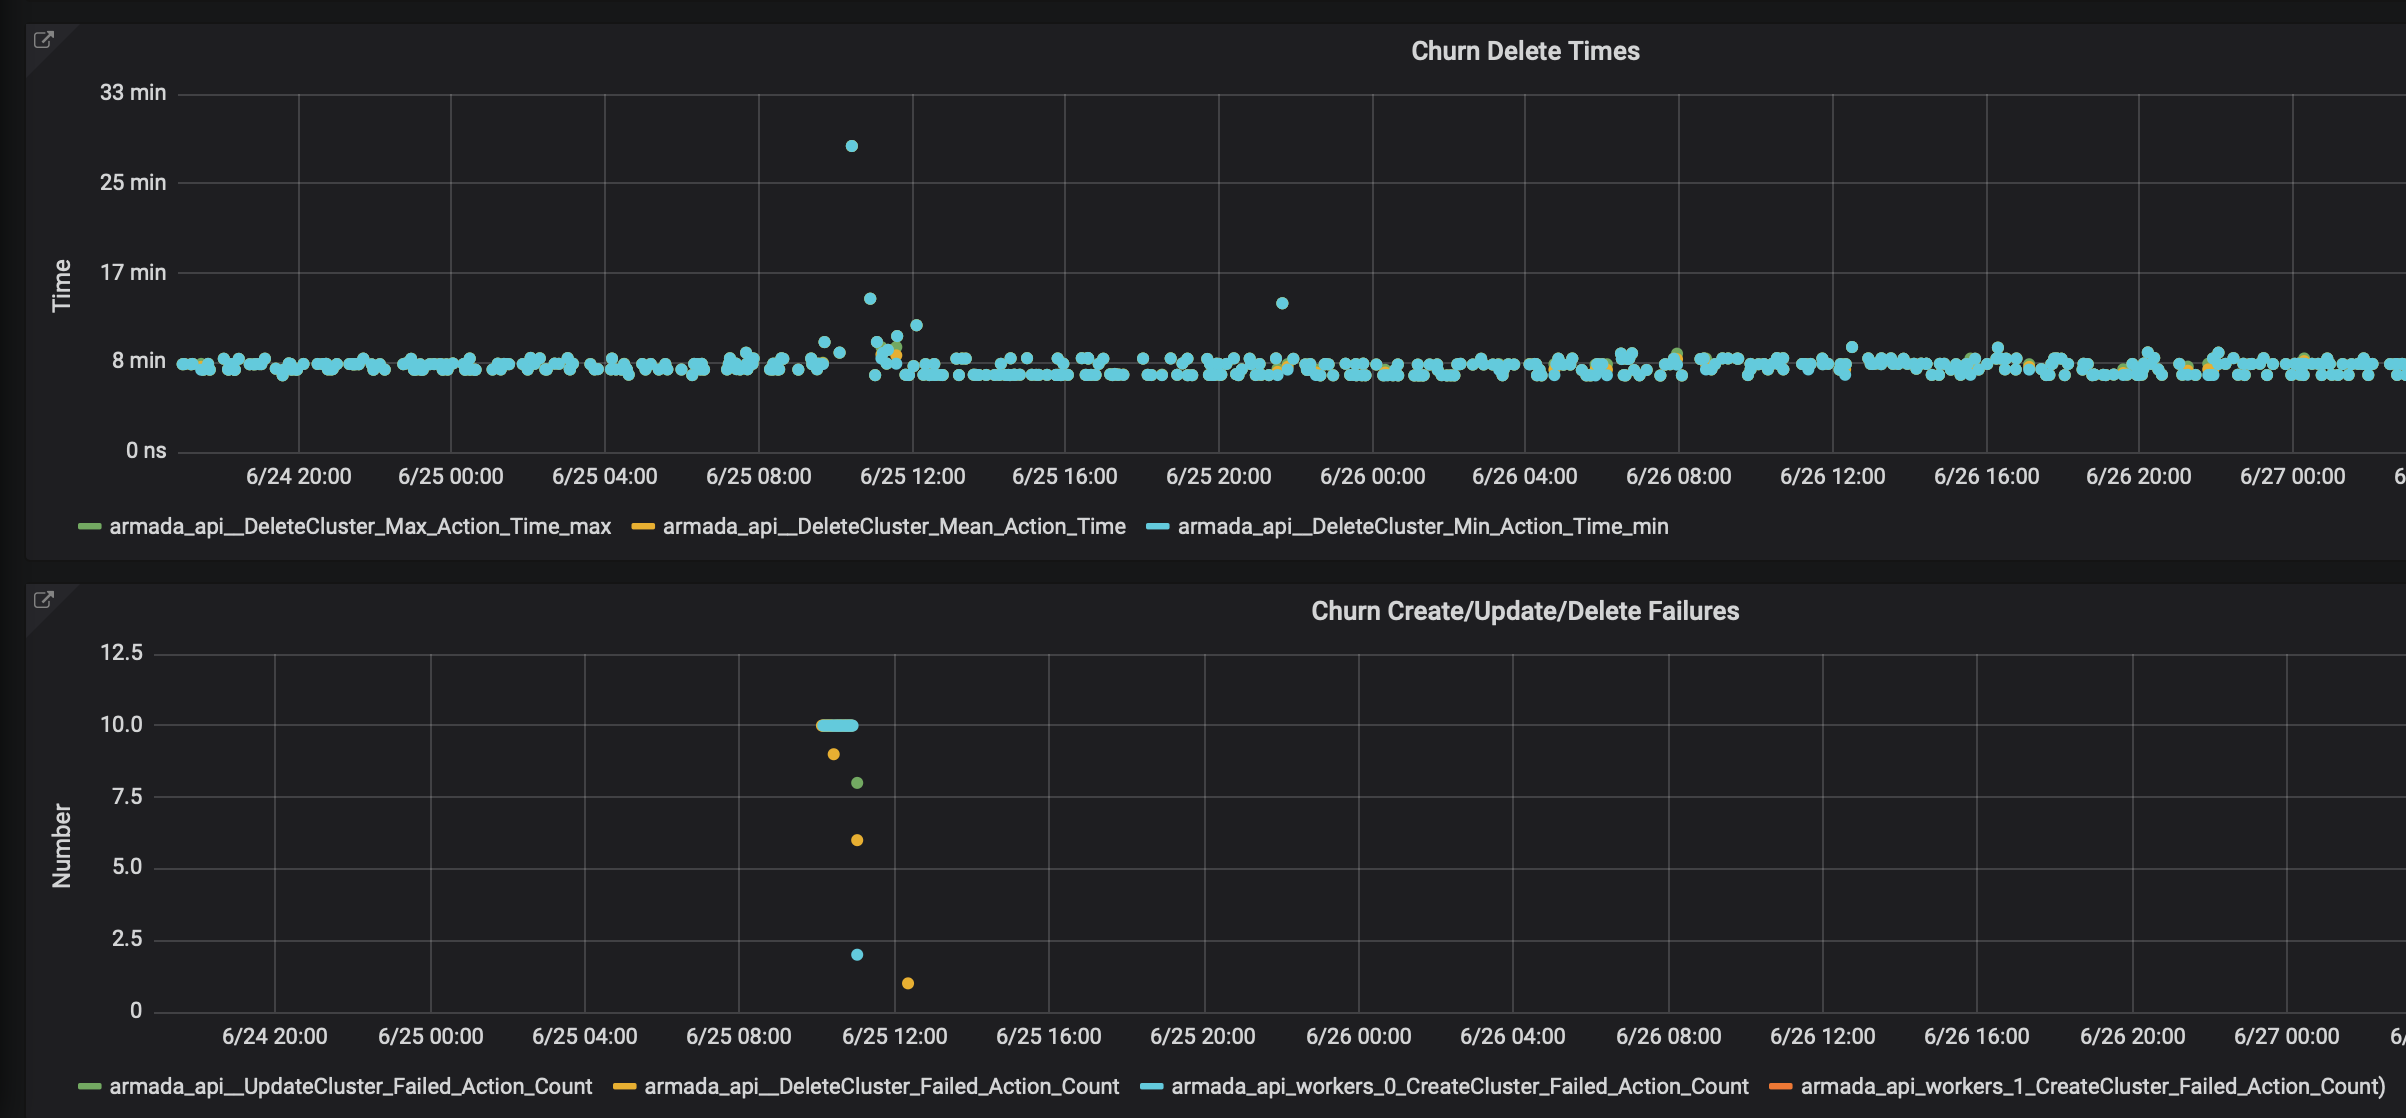 Churn Delete Times
33 min
25 min
17 min
8 min
0 ns
Time
6/24 20:00 6/25 00:00 6/25 04:00 6/25 08:00 6/25 12:00 6/25 16:00 6/25 20:00 6/26 00:00 6/26 04:00 6/26 08:00 6/26 12:00 6/26 16:00 6/26 20:00 6/27 00:00 6
armada_api__DeleteCluster_Max_Action_Time_max armada_api__DeleteCluster_Mean_Action_Time armada_api__DeleteCluster_Min_Action_Time_min
Churn Create/Update/Delete Failures
12.5
10.0
7.5
5.0
2.5
0
Number
6/24 20:00 6/25 00:00 6/25 04:00 6/25 08:00 6/25 12:00 6/25 16:00 6/25 20:00 6/26 00:00 6/26 04:00 6/26 08:00 6/26 12:00 6/26 16:00 6/26 20:00 6/27 00:00 6/
armada_api__UpdateCluster_Failed_Action_Count armada_api__DeleteCluster_Failed_Action_Count armada_api_workers_0_CreateCluster_Failed_Action_Count armada_api_workers_1_CreateCluster_Failed_Action_Count)